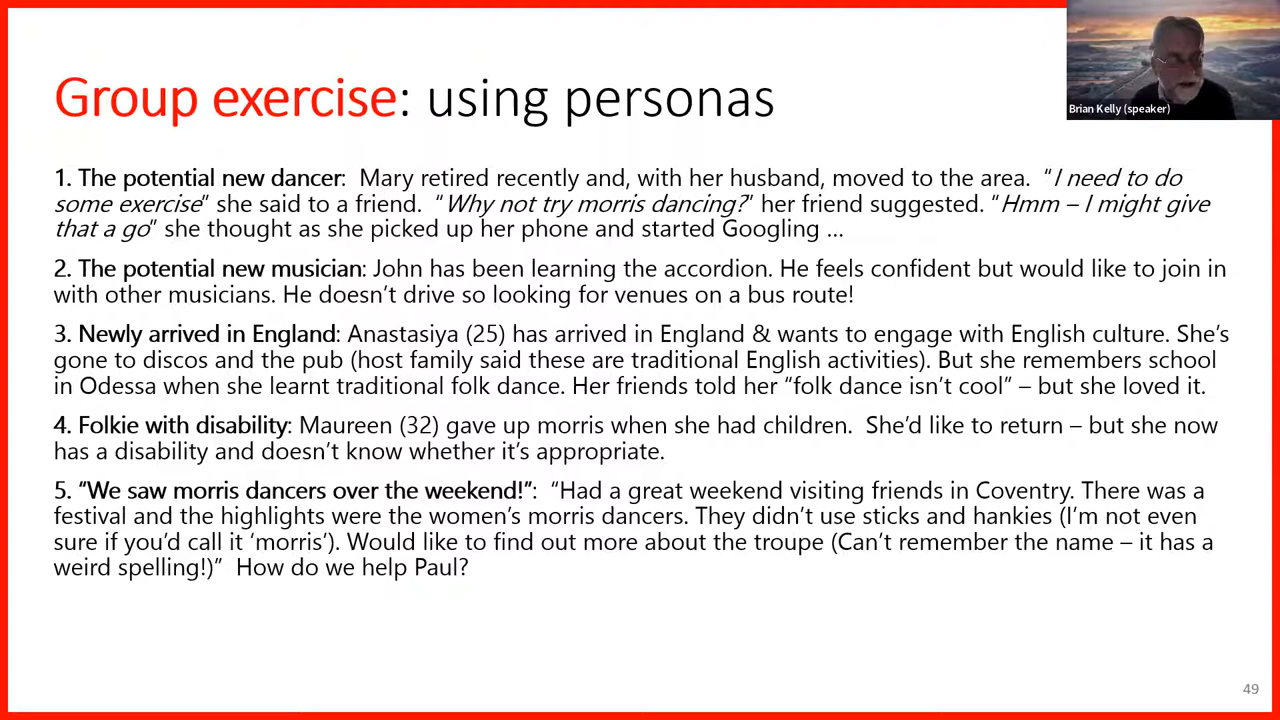 Brian Kelly (speaker)
Group exercise: using personas
1. The potential new dancer:  Mary retired recently and, with her husband, moved to the area.  “I need to do
some exercise” she said to a friend.  “Why not try morris dancing?” her friend suggested. “Hmm – I might give
that a go” she thought as she picked up her phone and started Googling ...
2. The potential new musician: John has been learning the accordion. He feels confident but would like to join in
with other musicians. He doesn’t drive so looking for venues on a bus route!
3. Newly arrived in England: Anastasiya (25) has arrived in England & wants to engage with English culture. She’s
gone to discos and the pub (host family said these are traditional English activities). But she remembers school
in Odessa when she learnt traditional folk dance. Her friends told her “folk dance isn’t cool” – but she loved it.
4. Folkie with disability: Maureen (32) gave up morris when she had children.  She’d like to return – but she now
has a disability and doesn’t know whether it’s appropriate.
5. “We saw morris dancers over the weekend!”:  “Had a great weekend visiting friends in Coventry. There was a
festival and the highlights were the women’s morris dancers. They didn’t use sticks and hankies (I’m not even
sure if you’d call it ‘morris’). Would like to find out more about the troupe (Can’t remember the name – it has a
weird spelling!)”  How do we help Paul?
49